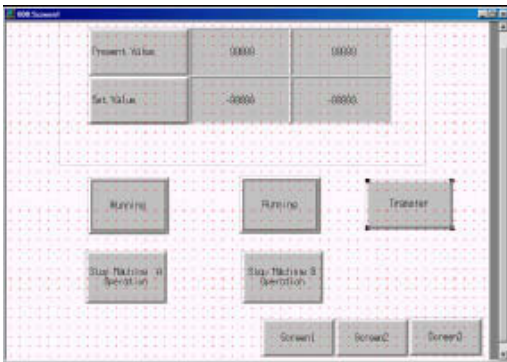 Present Value 00000 00000
Set Value -00000 -00000
Running Running Transfer
Stop Machine A
Operation
Stop Machine B
Operation
Screen1 Screen2 Screen3